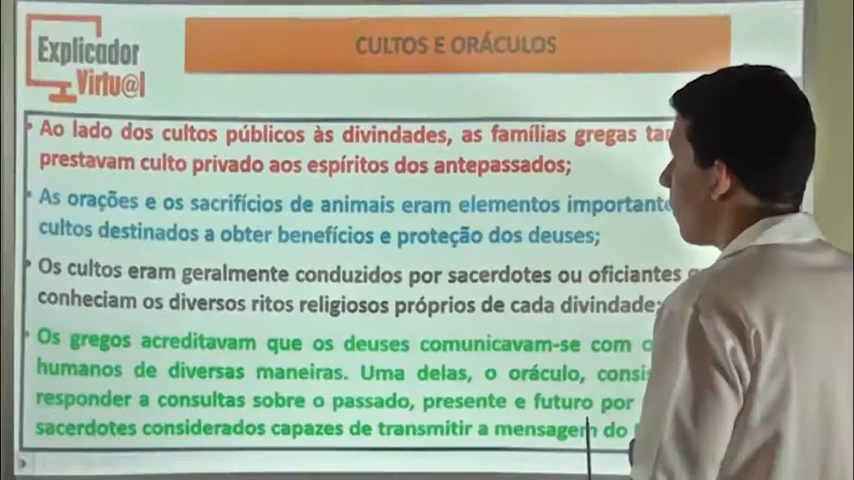 Explicador
Virtu@l
CULTOS E ORÁCULOS
• Ao lado dos cultos públicos às divindades, as famílias gregas
prestavam culto privado aos espíritos dos antepassados;
• As orações e os sacrifícios de animais eram elementos
cultos destinados a obter benefícios e proteção dos deuses;
• Os cultos eram geralmente conduzidos por sacerdotes ou oficiantes
conheciam os diversos ritos religiosos próprios de cada divindade;
• Os gregos acreditavam que os deuses comunicavam-se com
humanos de diversas maneiras. Uma delas, o oráculo,
responder a consultas sobre o passado, presente e futuro por
sacerdotes considerados capazes de transmitir a mensagem do